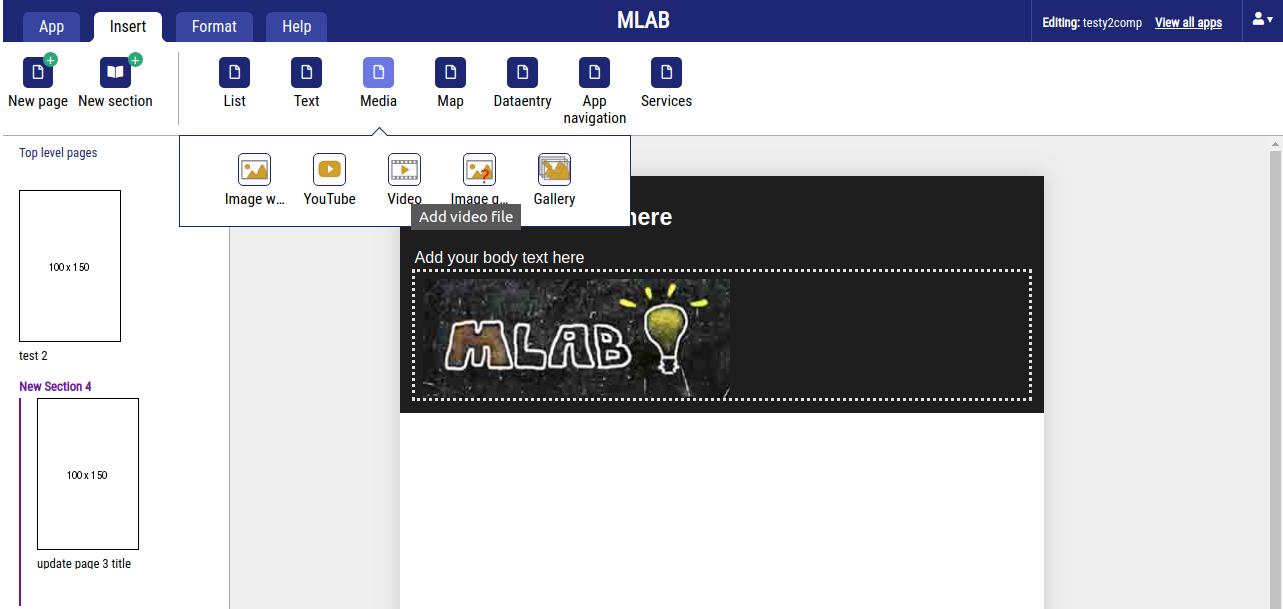 App
Insert
Format
Help
MLAB
Editing: testy2comp
View all apps
New page
New section
List
Text
Media
Map
Dataentry
App
navigation
Services
Top level pages
Image w...
YouTube
Video
Image q...
Gallery
Add video file
here
Add your body text here
MLAB
100 x 150
test 2
New Section 4
100 x 150
update page 3 title